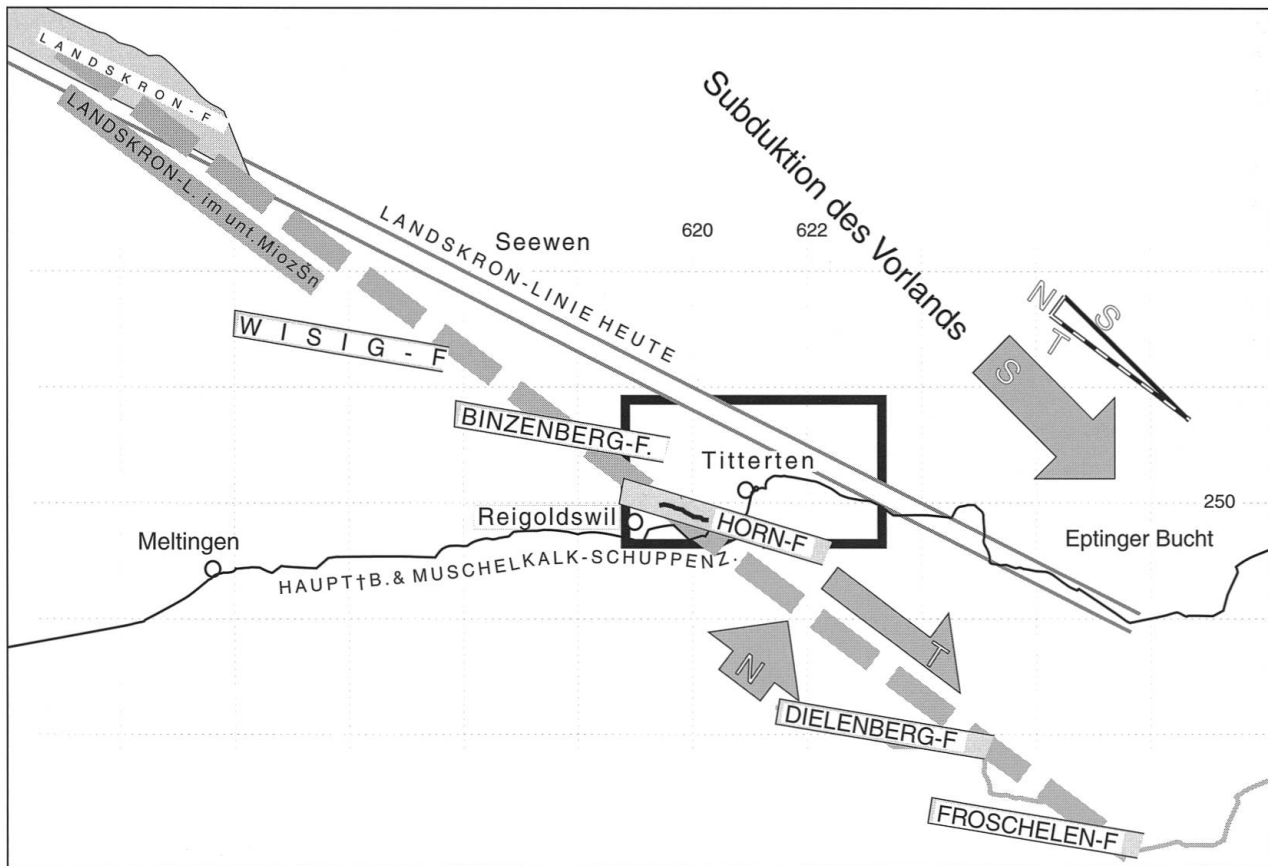 LANDSKRON-F
LANDSKRON-L. im unt. MiozŠn
Subduktion des Vorlands
LANDSKRON-LINIE HEUTE
Seewen
620
622
N
S
T
S
WISIG-F
BINZENBERG-F.
Titterten
250
Reigoldswil
HORN-F
Meltingen
Eptinger Bucht
HAUPT†B. & MUSCHELKALK-SCHUPPENZ.
T
N
DIELENBERG-F
FROSCHELEN-F